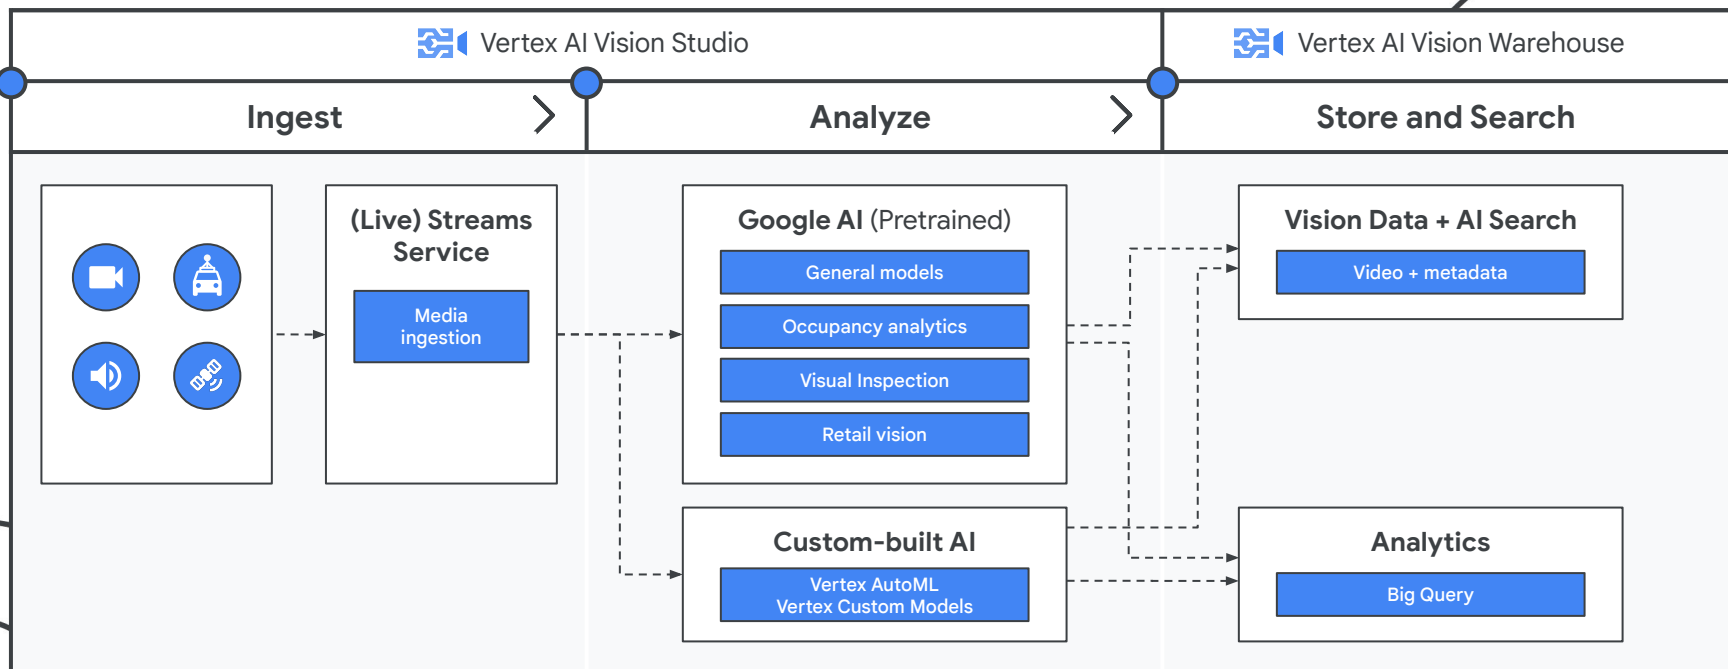 Vertex AI Vision Studio
Vertex AI Vision Warehouse
Ingest
Analyze
Store and Search
(Live) Streams
Service
Media
ingestion
Google AI (Pretrained)
General models
Occupancy analytics
Visual Inspection
Retail vision
Custom-built AI
Vertex AutoML
Vertex Custom Models
Vision Data + AI Search
Video + metadata
Analytics
Big Query